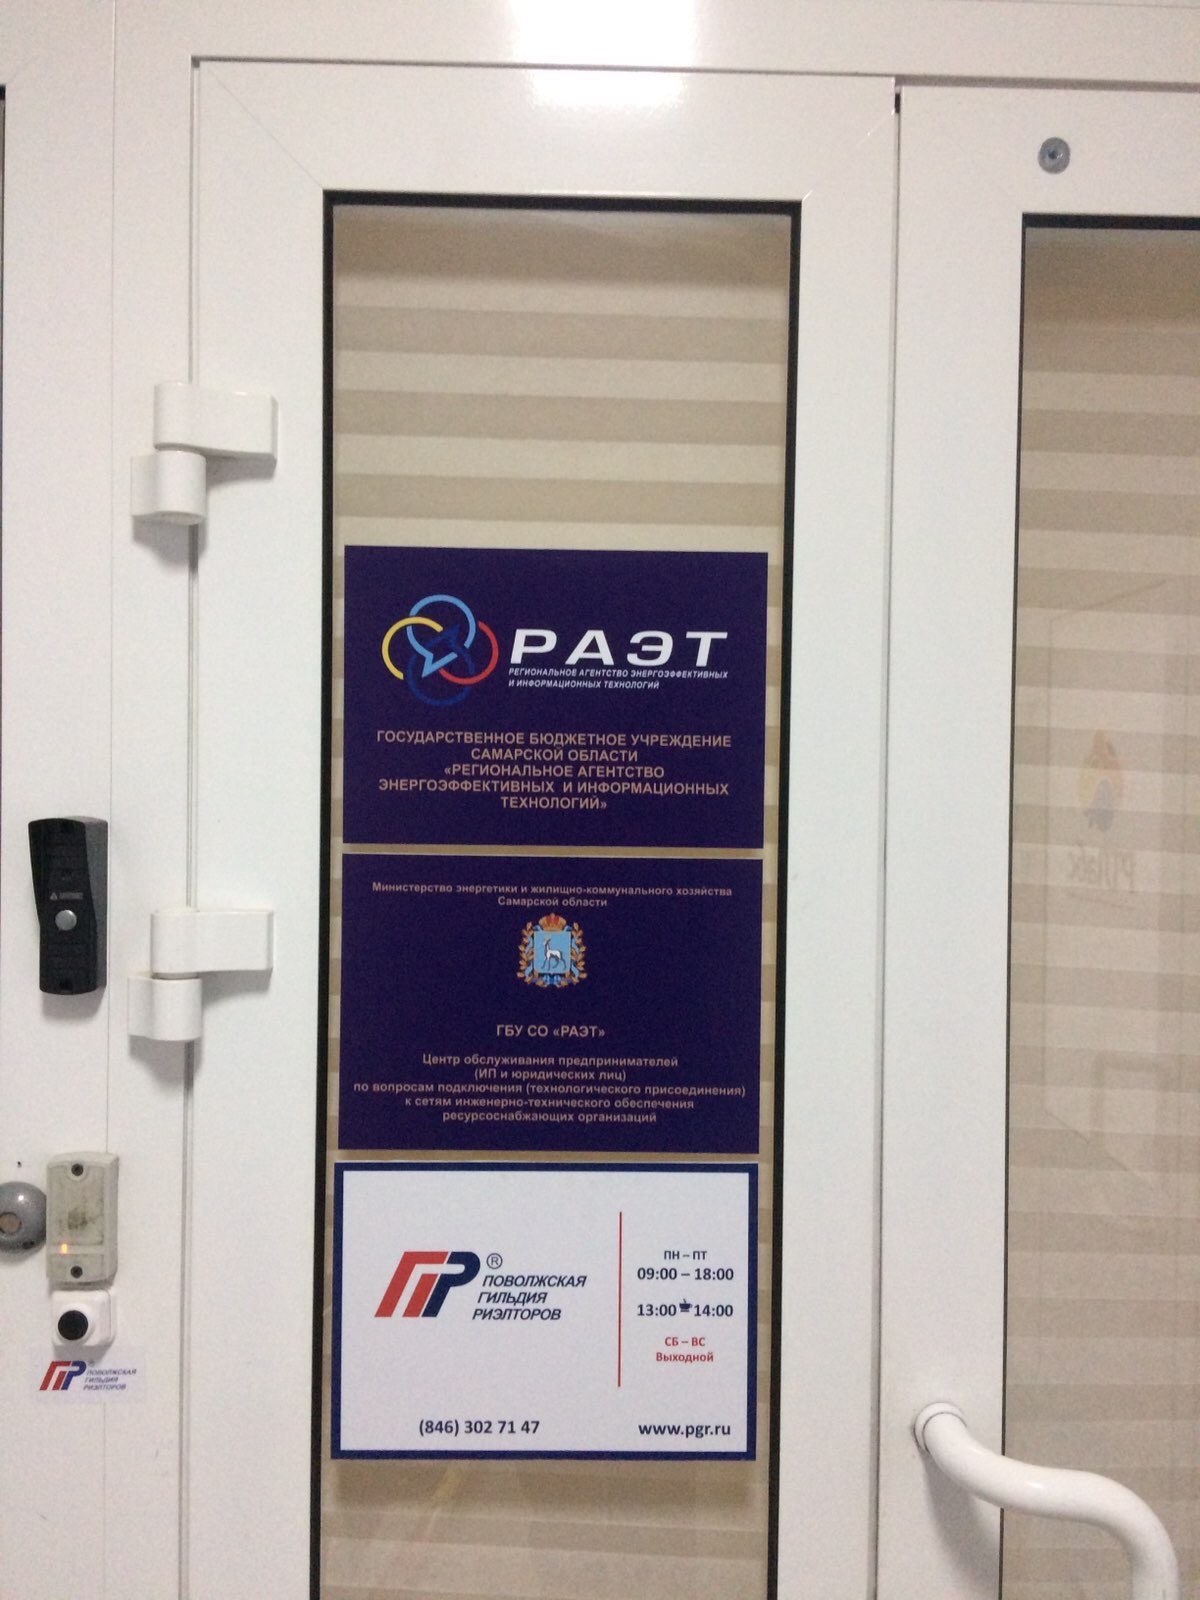 РАЭТ
РЕГИОНАЛЬНОЕ АГЕНТСТВО ЭНЕРГОЭФФЕКТИВНЫХ
И ИНФОРМАЦИОННЫХ ТЕХНОЛОГИЙ
ГОСУДАРСТВЕННОЕ БЮДЖЕТНОЕ УЧРЕЖДЕНИЕ
САМАРСКОЙ ОБЛАСТИ
«РЕГИОНАЛЬНОЕ АГЕНТСТВО
ЭНЕРГОЭФФЕКТИВНЫХ И ИНФОРМАЦИОННЫХ
ТЕХНОЛОГИЙ»
Министерство энергетики и жилищно-коммунального хозяйства
Самарской области
ГБУ СО «РАЭТ»
Центр обслуживания предпринимателей
(ИП и юридических лиц)
по вопросам подключения (технологического присоединения)
к сетям инженерно-технического обеспечения
ресурсоснабжающих организаций
ПГР®
ПОВОЛЖСКАЯ
ГИЛЬДИЯ
РИЭЛТОРОВ
ПН – ПТ
09:00 – 18:00
13:00 14:00
СБ – ВС
Выходной
(846) 302 71 47
www.pgr.ru
ПГР®
ПОВОЛЖСКАЯ
ГИЛЬДИЯ
РИЭЛТОРОВ